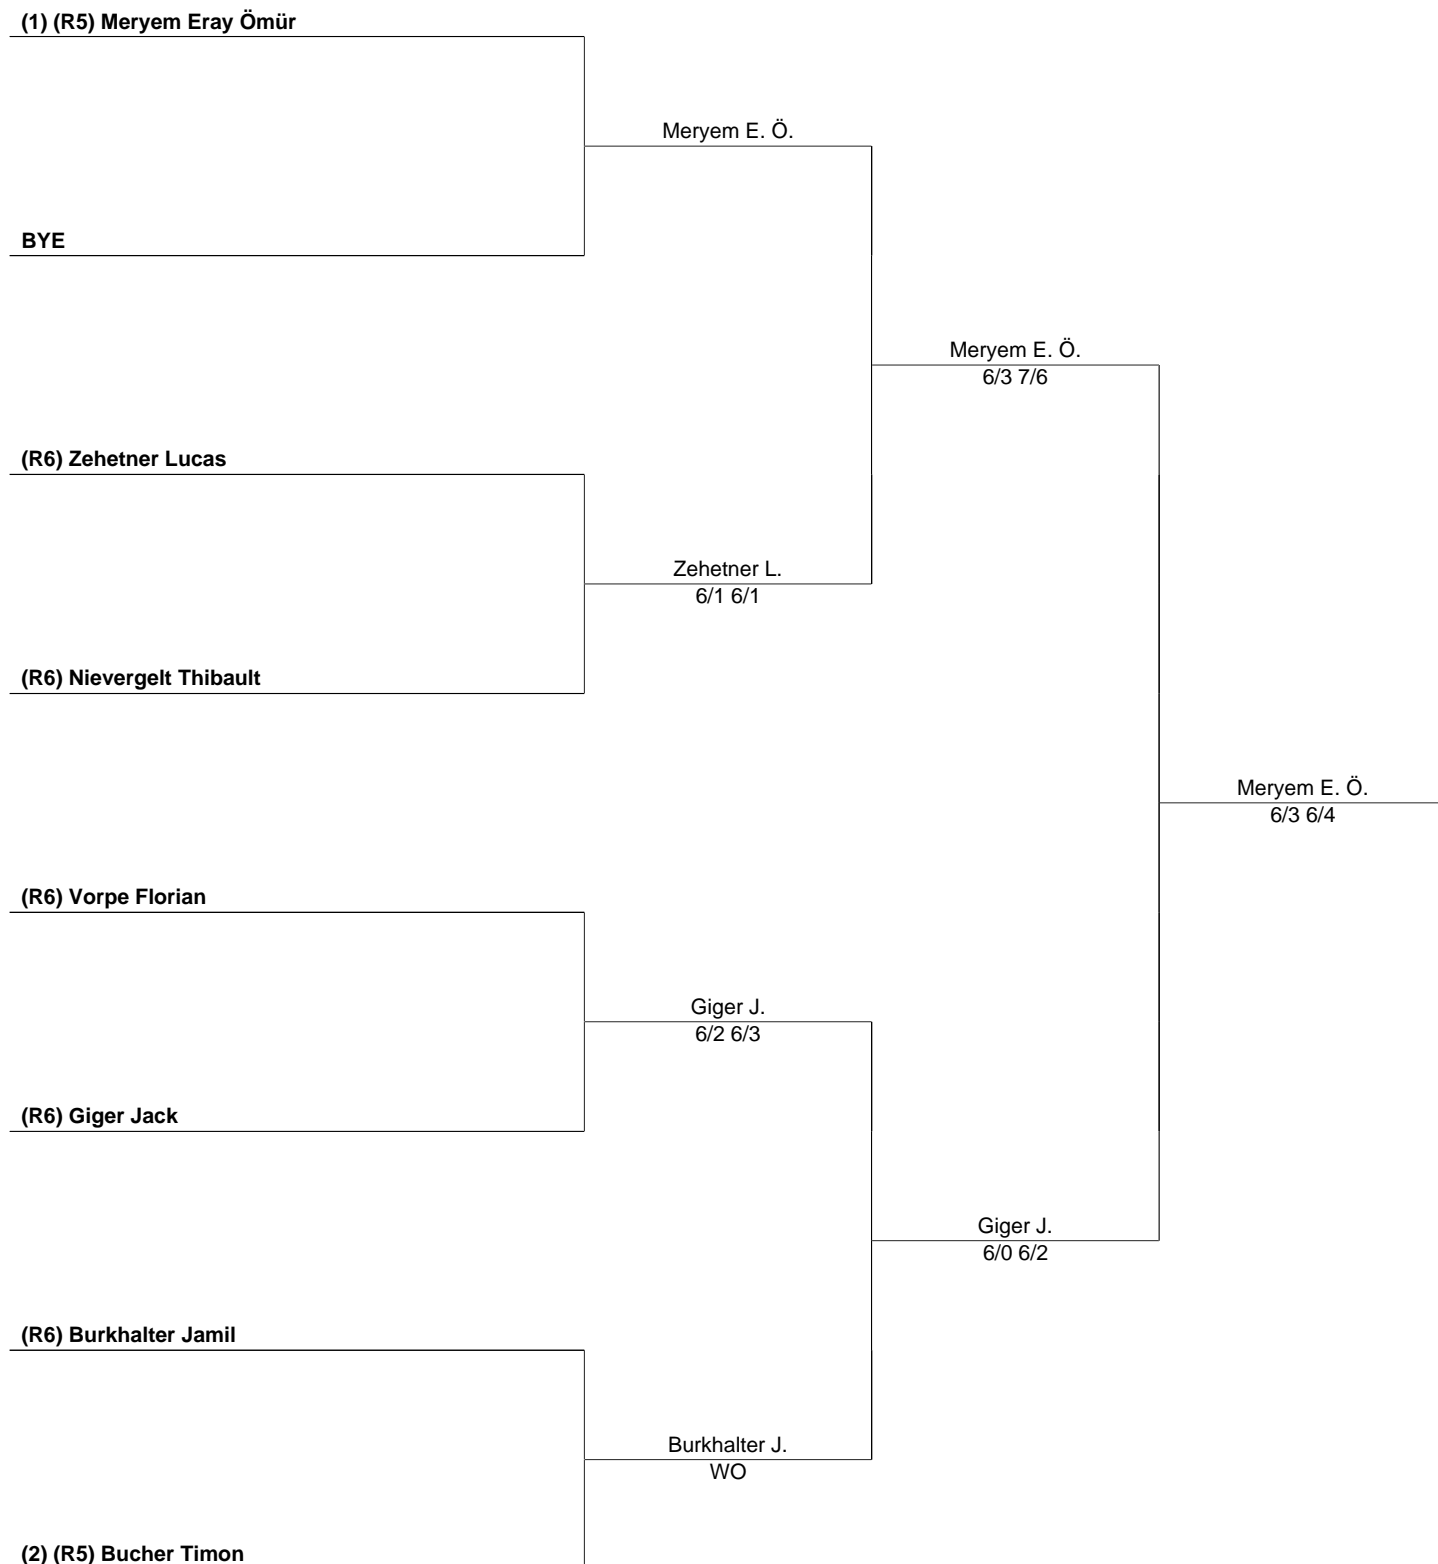 (1) (R5) Meryem Eray Ömür
Meryem E. Ö.
BYE
Meryem E. Ö.
6/3 7/6
(R6) Zehetner Lucas
Zehetner L.
6/1 6/1
(R6) Nievergelt Thibault
Meryem E. Ö.
6/3 6/4
(R6) Vorpe Florian
Giger J.
6/2 6/3
(R6) Giger Jack
Giger J.
6/0 6/2
(R6) Burkhalter Jamil
Burkhalter J.
WO
(2) (R5) Bucher Timon